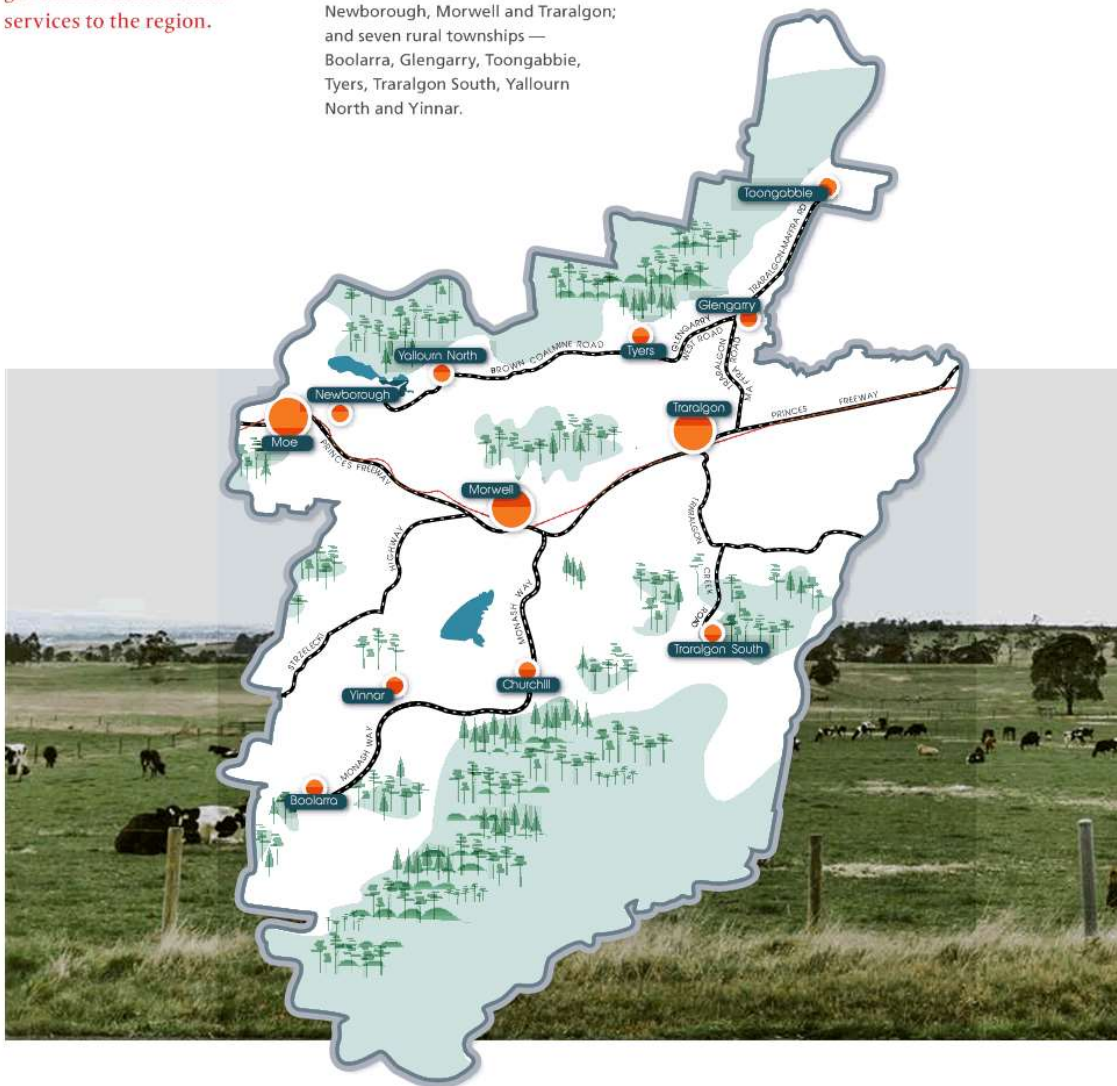 services to the region.
Newborough, Morwell and Traralgon;
and seven rural townships —
Boolarra, Glengarry, Toongabbie,
Tyers, Traralgon South, Yallourn
North and Yinnar.
Toongabbie
TRARALGON-MAFFRA RD
Glengarry
GLENGARRY
WEST ROAD
TRARALGON
MAFFRA ROAD
Tyers
BROWN COALMINE ROAD
Yallourn North
Newborough
Moe
PRINCES FREEWAY
Traralgon
PRINCES FREEWAY
Morwell
STRZELECKI HIGHWAY
MONASH WAY
TRARALGON CREEK ROAD
Traralgon South
Churchill
Yinnar
MONASH WAY
Boolarra